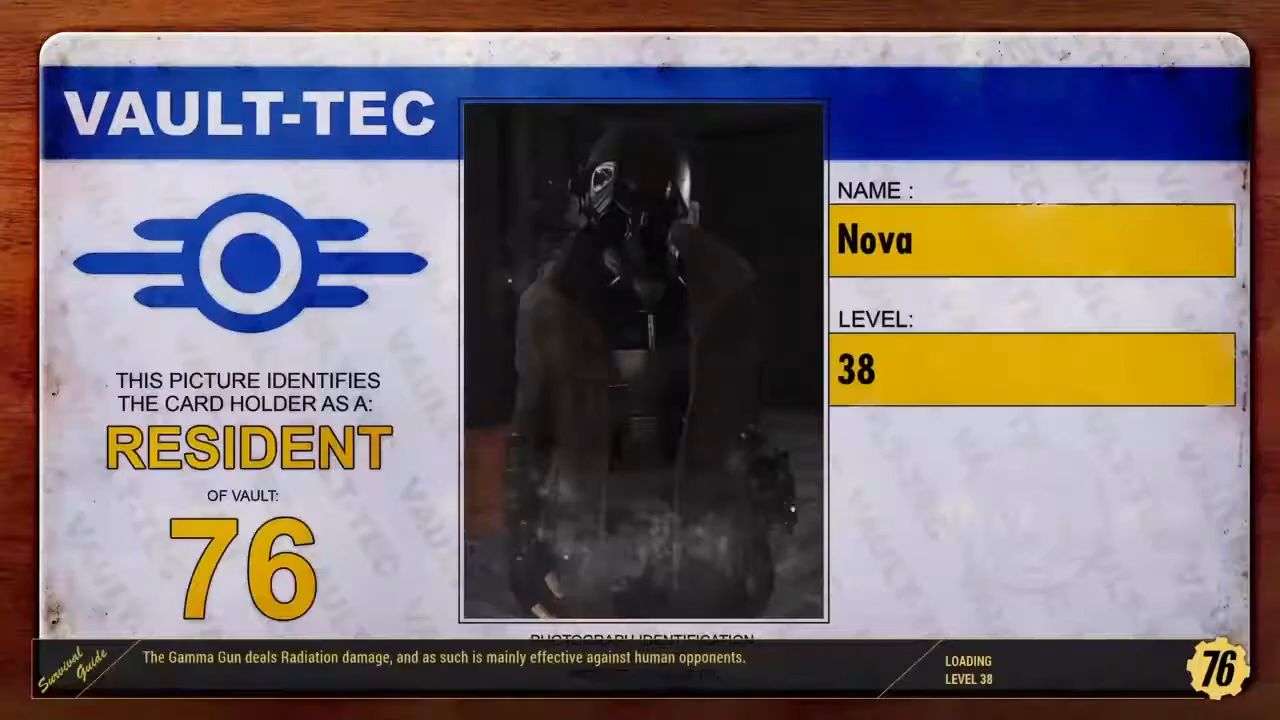 VAULT-TEC
THIS PICTURE IDENTIFIES
THE CARD HOLDER AS A:
RESIDENT
OF VAULT:
76
NAME :
Nova
LEVEL:
38
PHOTOGRAPH IDENTIFICATION
Survival
Guide
The Gamma Gun deals Radiation damage, and as such is mainly effective against human opponents.
LOADING
LEVEL 38
76